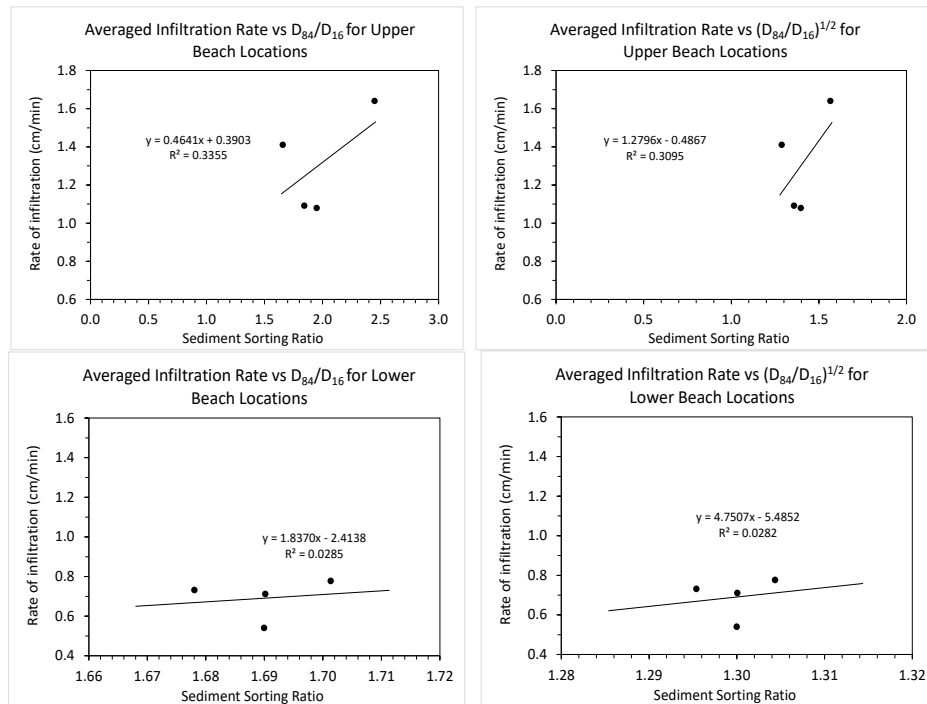 Averaged Infiltration Rate vs D84/D16 for Upper
Beach Locations
1.8
1.6
1.4
1.2
1.0
0.8
0.6
Rate of infiltration (cm/min)
y = 0.4641x + 0.3903
R² = 0.3355
0.0 0.5 1.0 1.5 2.0 2.5 3.0
Sediment Sorting Ratio
Averaged Infiltration Rate vs (D84/D16)1/2 for
Upper Beach Locations
1.8
1.6
1.4
1.2
1.0
0.8
0.6
Rate of infiltration (cm/min)
y = 1.2796x - 0.4867
R² = 0.3095
0.0 0.5 1.0 1.5 2.0
Sediment Sorting Ratio
Averaged Infiltration Rate vs D84/D16 for Lower
Beach Locations
1.6
1.4
1.2
1.0
0.8
0.6
0.4
Rate of infiltration (cm/min)
y = 1.8370x - 2.4138
R² = 0.0285
1.66 1.67 1.68 1.69 1.70 1.71 1.72
Sediment Sorting Ratio
Averaged Infiltration Rate vs (D84/D16)1/2 for
Lower Beach Locations
1.6
1.4
1.2
1.0
0.8
0.6
0.4
Rate of infiltration (cm/min)
y = 4.7507x - 5.4852
R² = 0.0282
1.28 1.29 1.30 1.31 1.32
Sediment Sorting Ratio